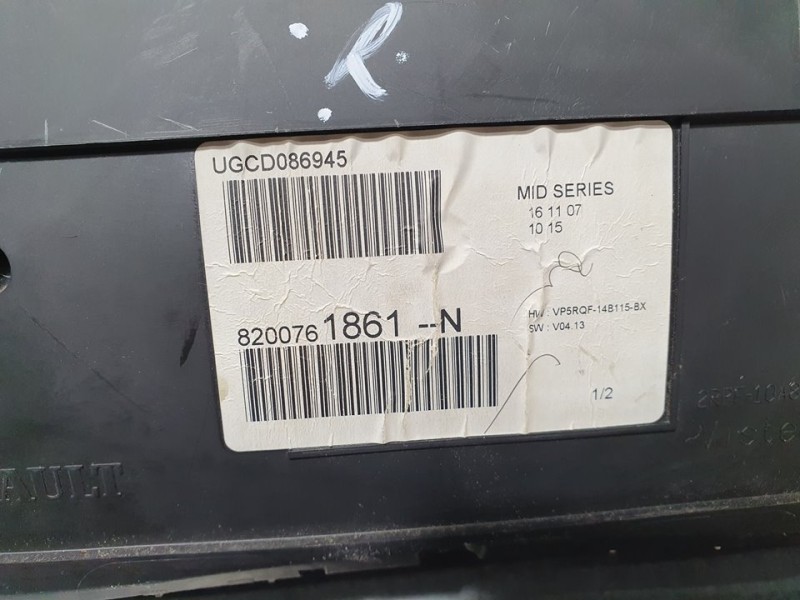 R
UGCD086945
MID SERIES
16 11 07
10 15
HW : VP5RQF-14B115-BX
SW : V04.13
8200761861 --N
1/2